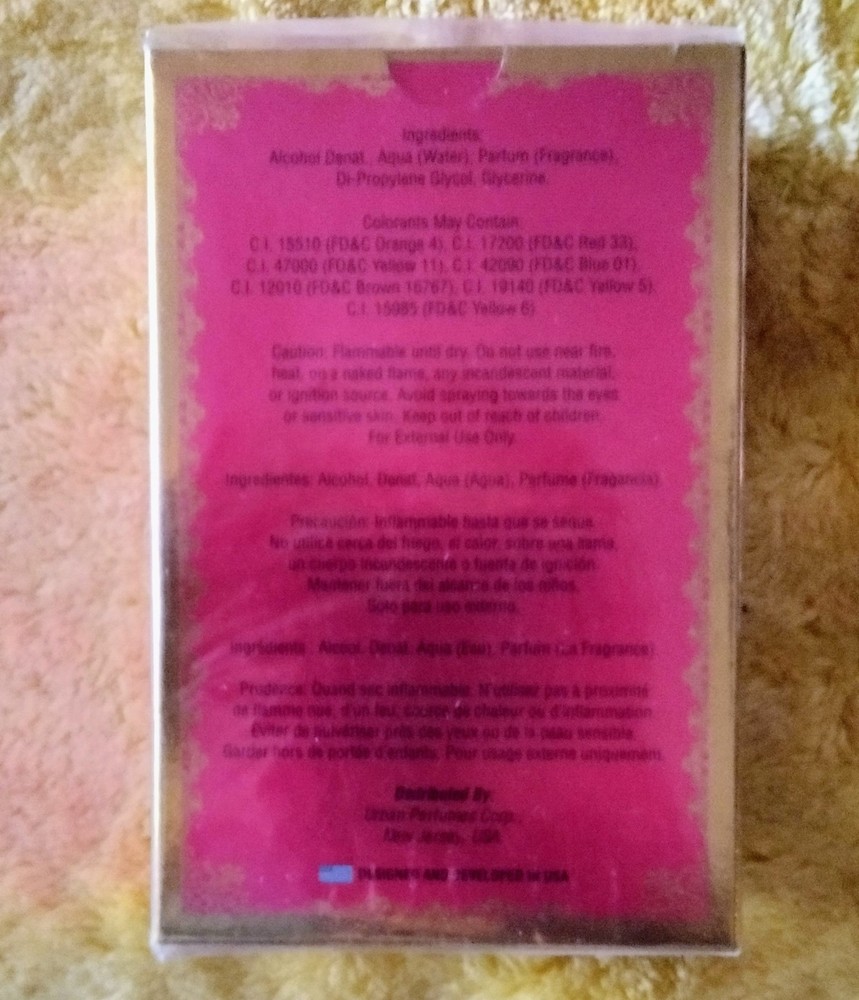 Ingredients:
Alcohol Denat., Aqua (Water), Parfum (Fragrance),
Di-Propylene Glycol, Glycerine.
Colorants May Contain:
C.I. 15510 (FD&C Orange 4), C.I. 17200 (FD&C Red 33),
C.I. 47000 (FD&C Yellow 11), C.I. 42090 (FD&C Blue 01),
C.I. 12010 (FD&C Brown 16767), C.I. 19140 (FD&C Yellow 5),
C.I. 15985 (FD&C Yellow 6)
Caution: Flammable until dry. Do not use near fire,
heat, on a naked flame, any incandescent material,
or ignition source. Avoid spraying towards the eyes
or sensitive skin. Keep out of reach of children.
For External Use Only.
Ingredientes: Alcohol, Denat, Aqua (Agua), Parfume (Fragancia).
Precaución: Inflammable hasta que se seque.
No utilice cerca del fuego, el calor, sobre una llama,
un cuerpo incandescente o fuente de ignición.
Mantener fuera del alcance de los niños.
Solo para uso externo.
Ingrédients : Alcool, Denat, Aqua (Eau), Parfum (La Fragrance)
Prudence: Quand sec inflammable. N'utilisez pas à proximité
de flamme nue, d'un feu, source de chaleur ou d'inflammation.
Éviter de pulvériser près des yeux ou de la peau sensible.
Garder hors de portée d'enfants. Pour usage externe uniquement.
Distributed By:
Urban Perfumes Corp.,
New Jersey, USA
DESIGNED AND DEVELOPED IN USA